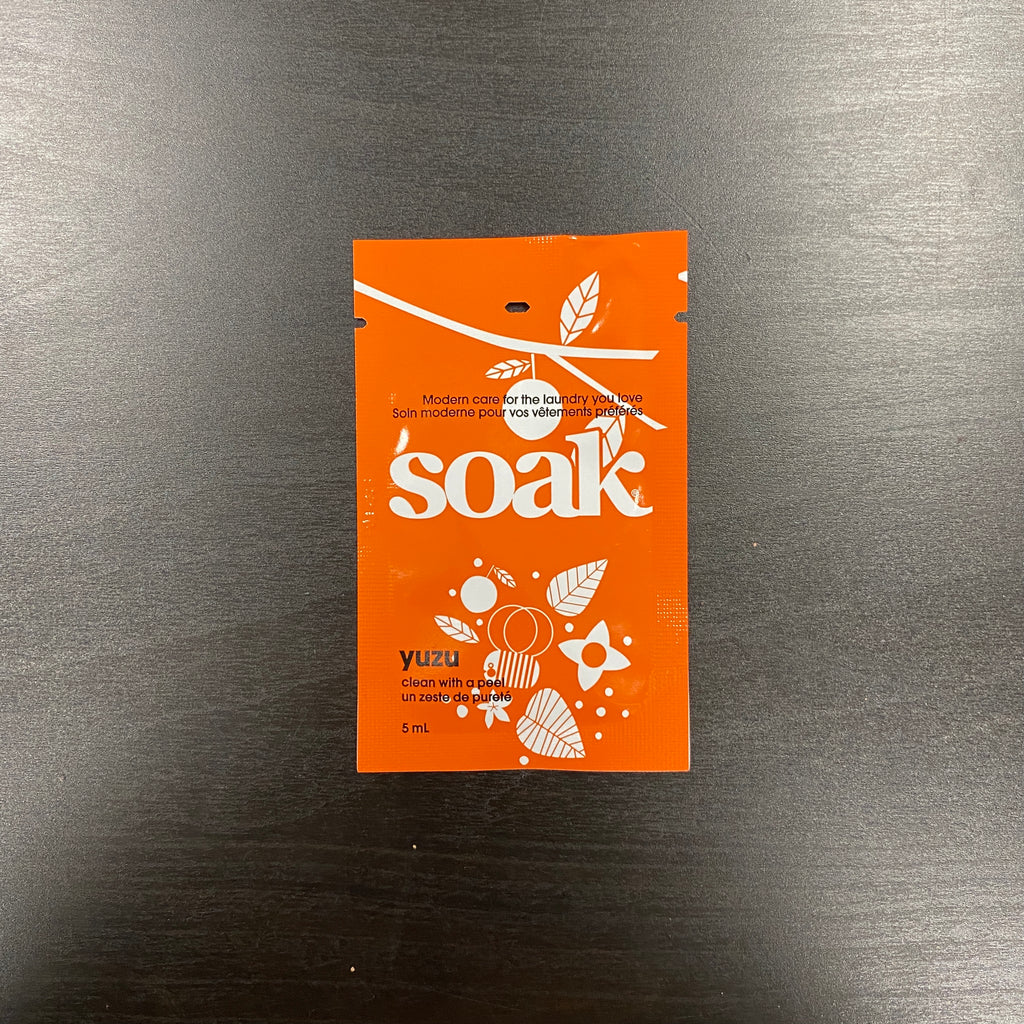 Modern care for the laundry you love
Soin moderne pour vos vêtements préférés
soak
yuzu
clean with a peel
un zeste de pureté
5 mL